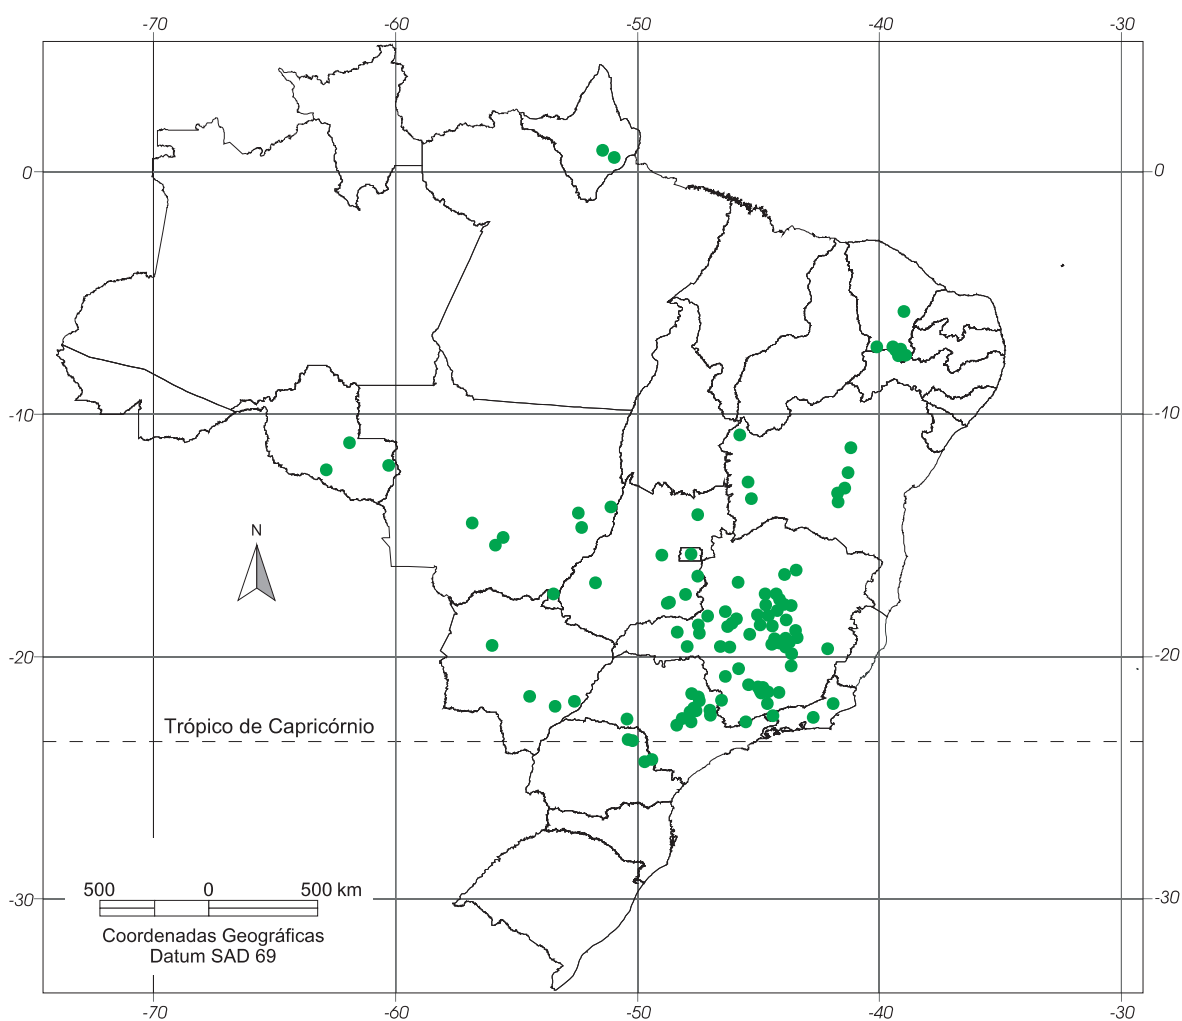 -70 -60 -50 -40 -30
0 0
-10 -10
N
-20 -20
Trópico de Capricórnio
500 0 500 km
-30 -30
Coordenadas Geográficas
Datum SAD 69
-70 -60 -50 -40 -30